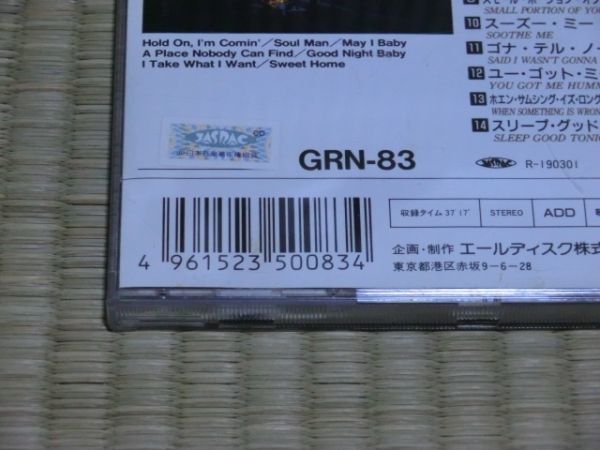 Hold On, I'm Comin'／Soul Man／May I Baby
A Place Nobody Can Find／Good Night Baby
I Take What I Want／Sweet Home
SMALL PORTION OF YOU
10 スーズー・ミー
SOOTHE ME
11 ゴナ・テル・ノー
SAID I WASN'T GONNA
12 ユー・ゴット・ミー
YOU GOT ME HUMM
13 ホエン・サムシング・イズ・ロング
WHEN SOMETHING IS WRON
14 スリープ・グッド
SLEEP GOOD TONI
JASRAC
CD
GRN-83
JASRAC R-190301
収録タイム 37'17"
STEREO
ADD
4 961523 500834
企画・制作 エールディスク株式
東京都港区赤坂9-6-28